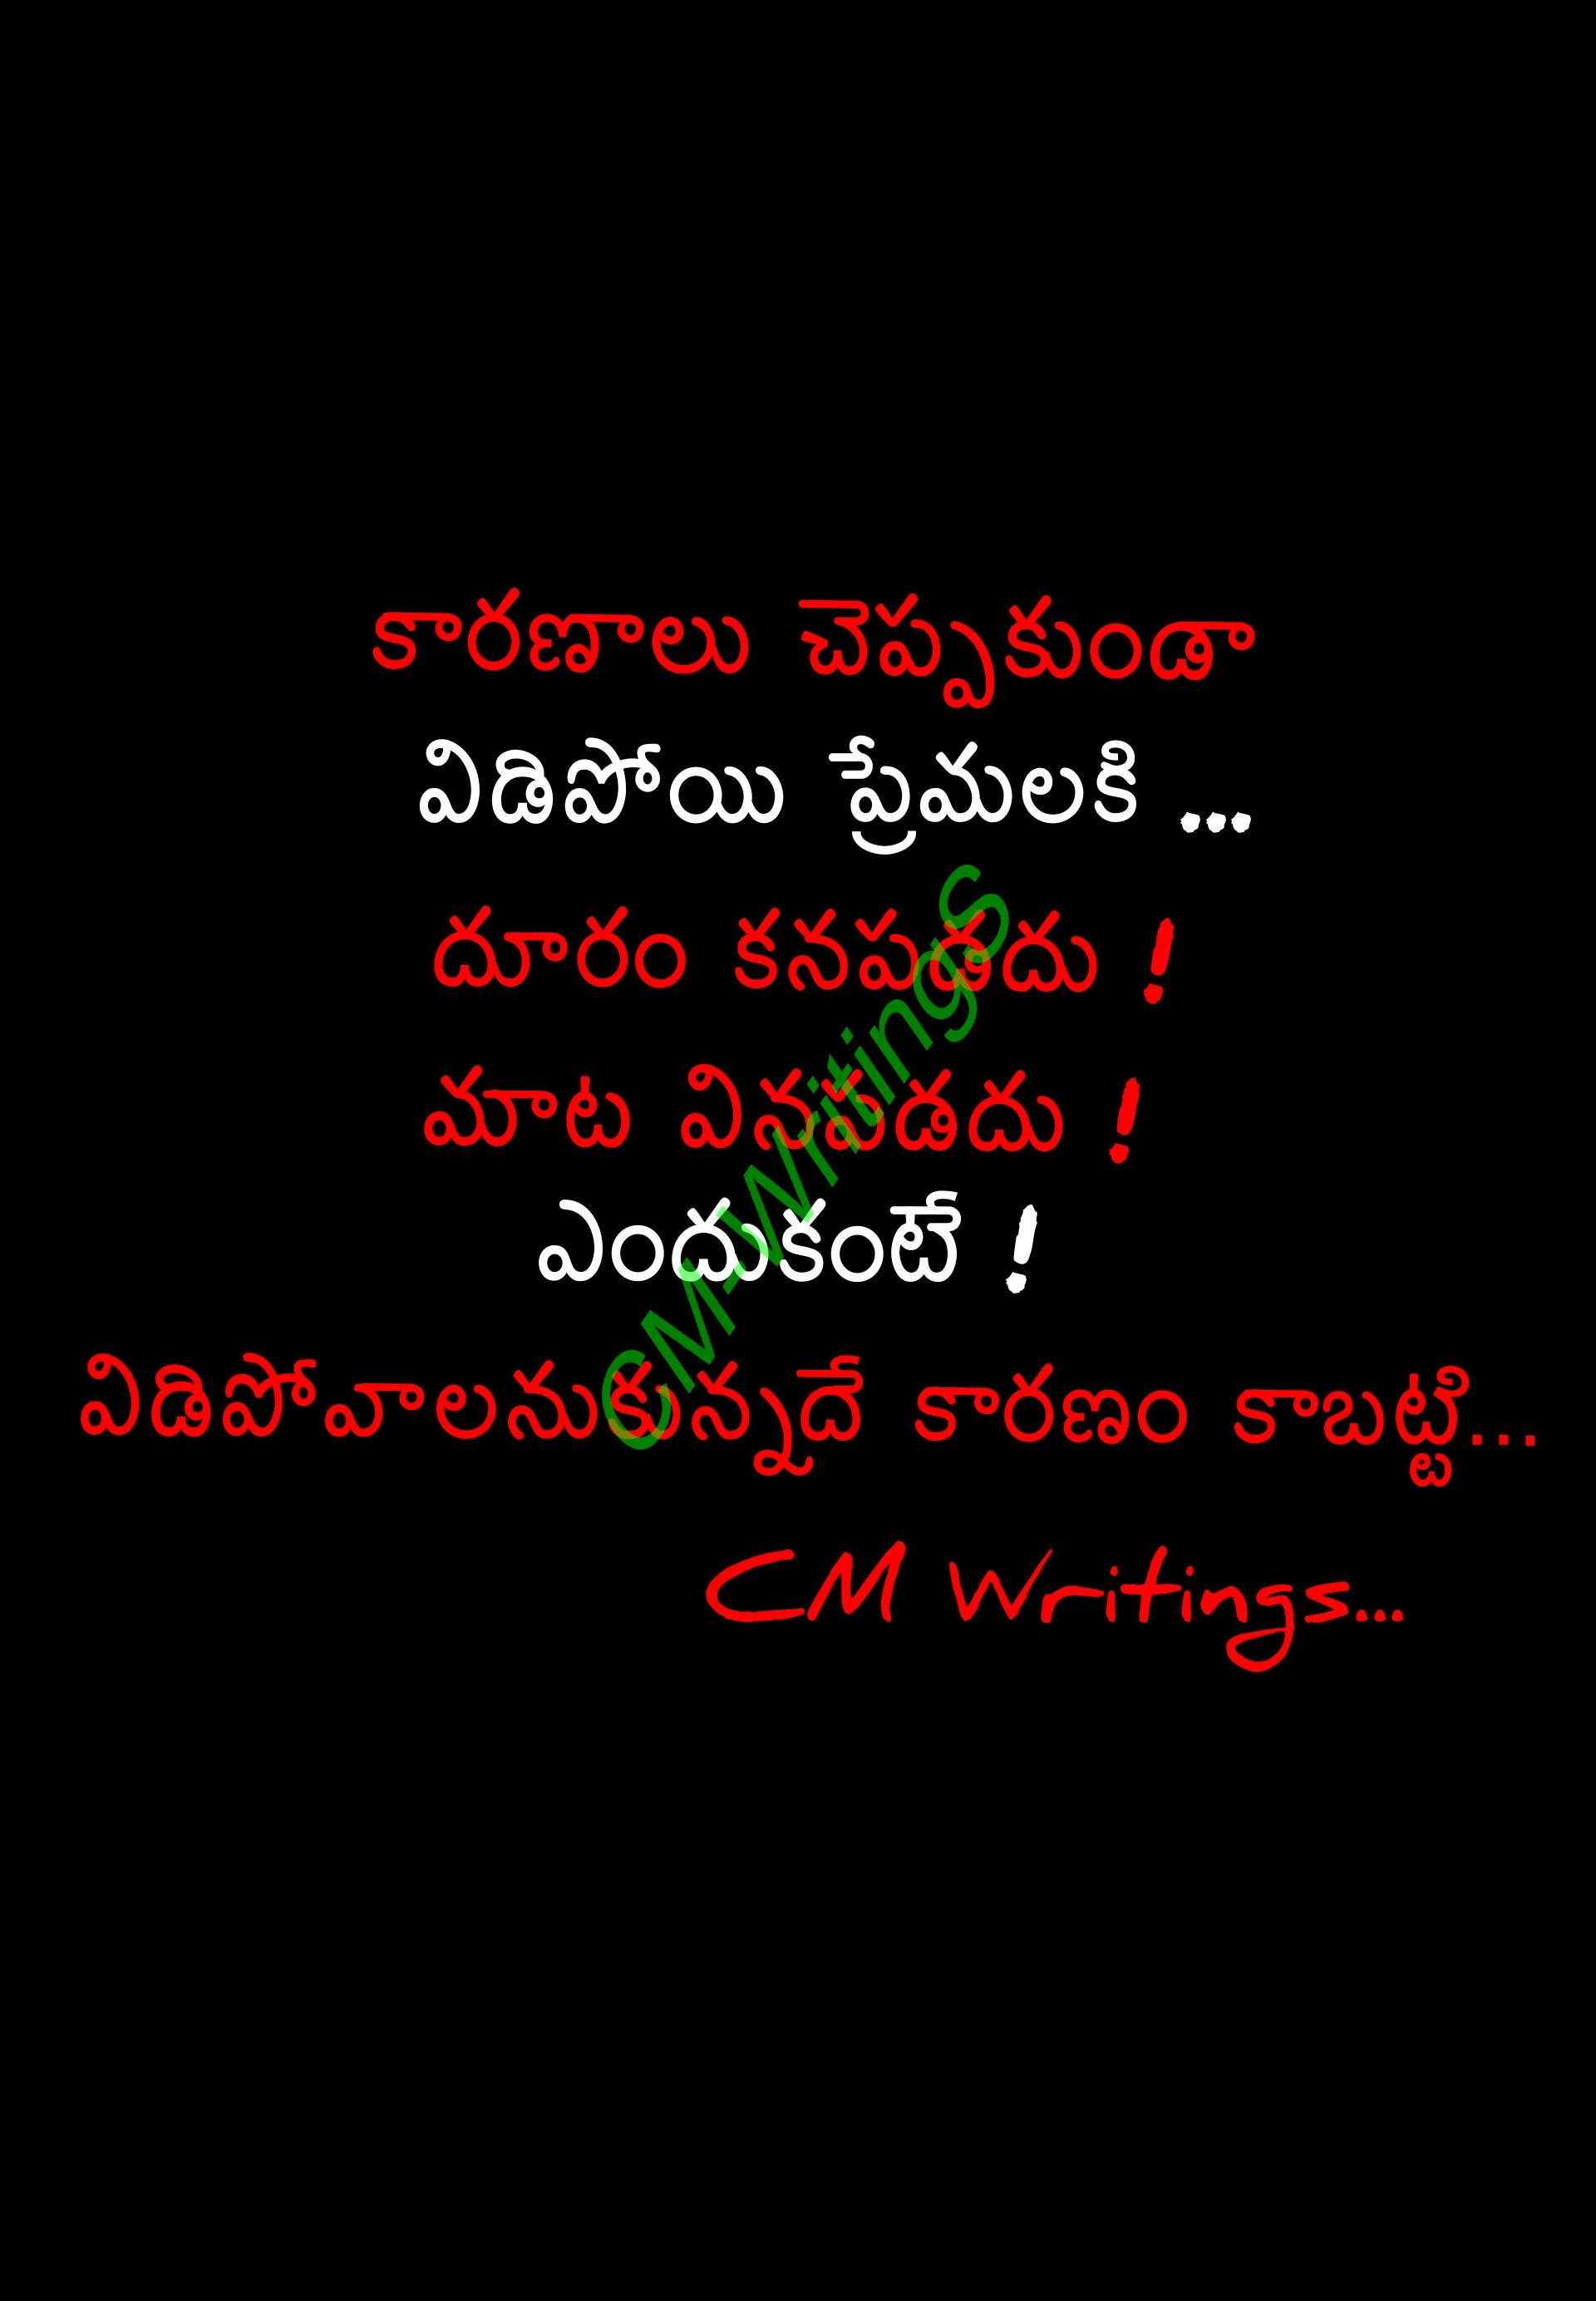 కారణాలు చెప్పకుండా
విడిపోయి ప్రేమలకి ...
దూరం కనపడదు !
మాట వినపడదు !
ఎందుకంటే !
విడిపోవాలనుకున్నదే కారణం కాబట్టి...
CM Writings...
CM Writings